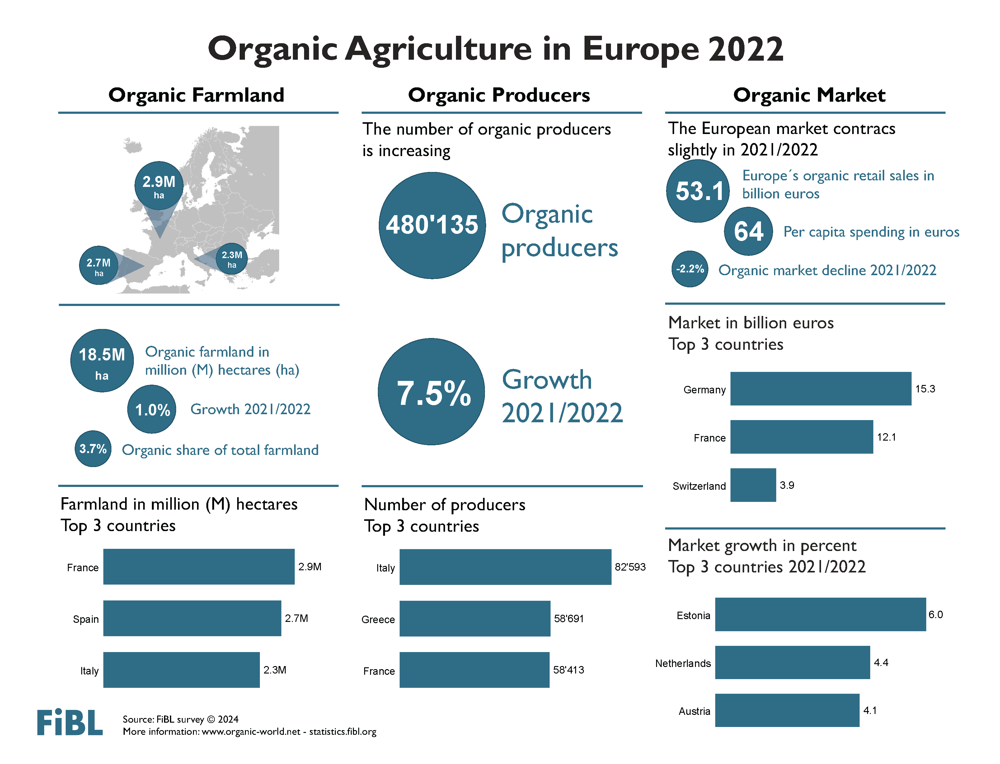 Organic Agriculture in Europe 2022
Organic Farmland
2.9M
ha
2.7M
ha
2.3M
ha
18.5M
ha
Organic farmland in
million (M) hectares (ha)
1.0%
Growth 2021/2022
3.7%
Organic share of total farmland
Farmland in million (M) hectares
Top 3 countries
France 2.9M
Spain 2.7M
Italy 2.3M
Organic Producers
The number of organic producers
is increasing
480'135
Organic
producers
7.5%
Growth
2021/2022
Number of producers
Top 3 countries
Italy 82'593
Greece 58'691
France 58'413
Organic Market
The European market contracs
slightly in 2021/2022
53.1
Europe´s organic retail sales in
billion euros
64
Per capita spending in euros
-2.2%
Organic market decline 2021/2022
Market in billion euros
Top 3 countries
Germany 15.3
France 12.1
Switzerland 3.9
Market growth in percent
Top 3 countries 2021/2022
Estonia 6.0
Netherlands 4.4
Austria 4.1
FiBL
Source: FiBL survey © 2024
More information: www.organic-world.net - statistics.fibl.org